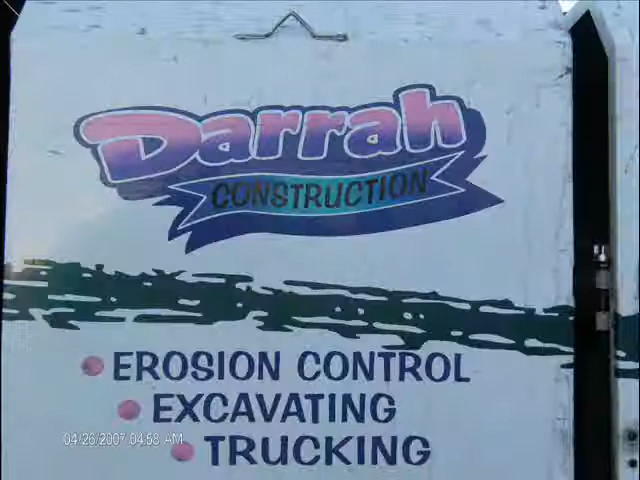 Darrah
CONSTRUCTION
• EROSION CONTROL
• EXCAVATING
• TRUCKING
04/26/2007 04:58 AM